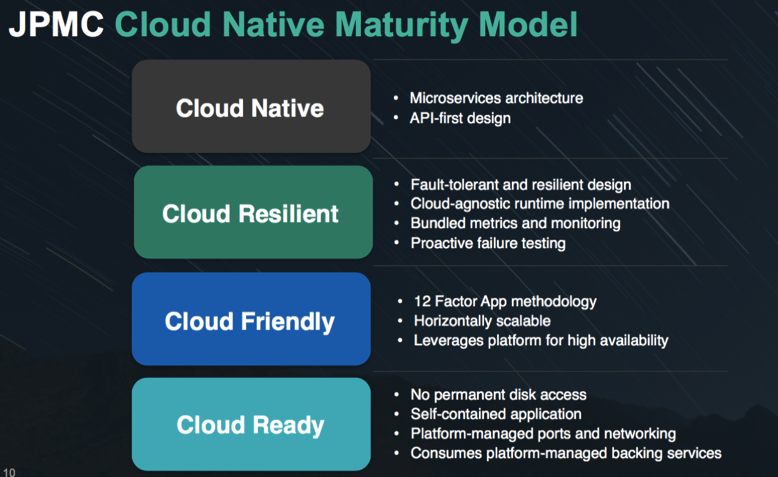 JPMC Cloud Native Maturity Model
Cloud Native
• Microservices architecture
• API-first design
Cloud Resilient
• Fault-tolerant and resilient design
• Cloud-agnostic runtime implementation
• Bundled metrics and monitoring
• Proactive failure testing
Cloud Friendly
• 12 Factor App methodology
• Horizontally scalable
• Leverages platform for high availability
Cloud Ready
• No permanent disk access
• Self-contained application
• Platform-managed ports and networking
• Consumes platform-managed backing services
10